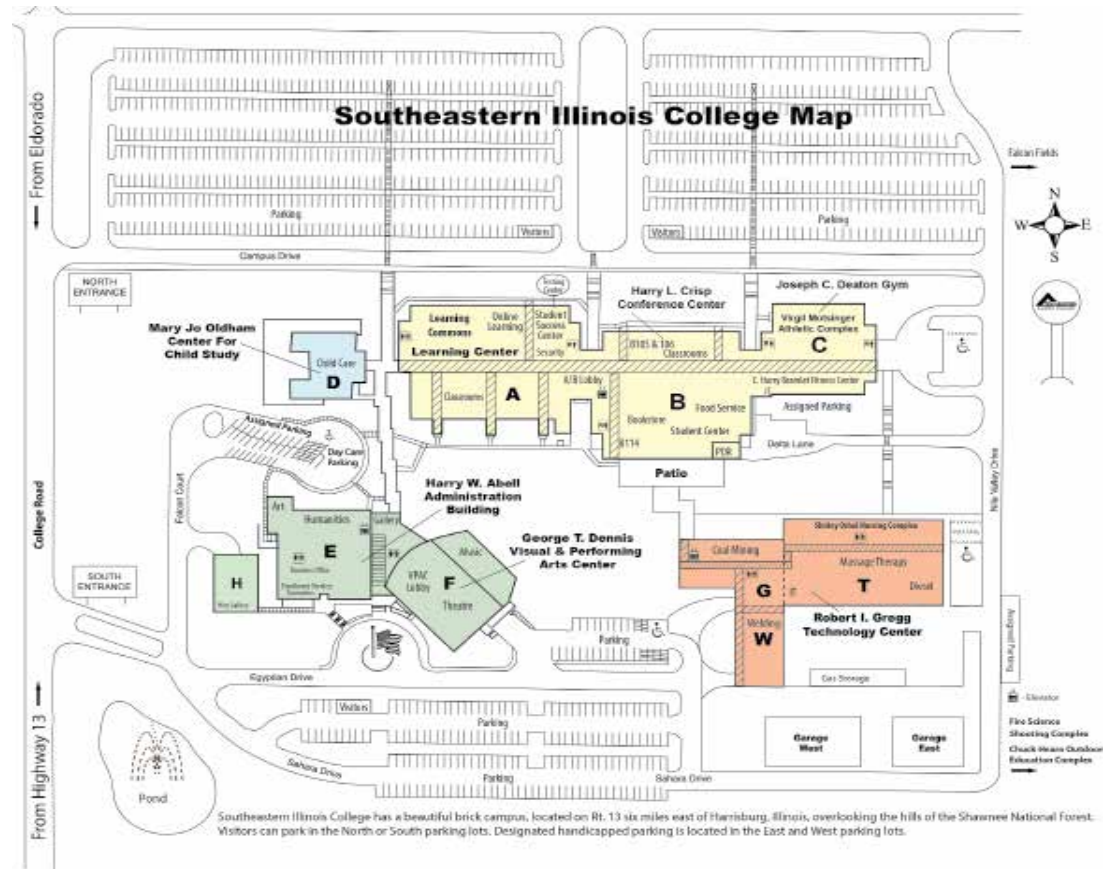 Southeastern Illinois College Map
From Eldorado
Falcon Fields
N
W
E
S
Parking
Parking
Visitors
Visitors
Campus Drive
NORTH
ENTRANCE
Testing
Center
Harry L. Crisp
Conference Center
Joseph C. Deaton Gym
Virgil Motsinger
Athletic Complex
C
Mary Jo Oldham
Center For
Child Study
Child Care
D
Learning
Commons
Online
Learning
Student
Success
Center
Security
Learning Center
B105 & 106
Classrooms
Classrooms
A
A/B Lobby
B
Bookstore
Food Service
Student Center
B114
PDR
Assigned Parking
Delta Lane
Patio
Assigned Parking
Day Care
Parking
Falcon Court
College Road
Harry W. Abell
Administration
Building
Art
Humanities
Gallery
E
Business Office
George T. Dennis
Visual & Performing
Arts Center
Music
VPAC
Lobby
F
Theatre
H
SOUTH
ENTRANCE
Coal Mining
Massage Therapy
G
T
Diesel
Welding
W
Robert I. Gregg
Technology Center
Parking
Gas Storage
Assigned Parking
Egyptian Drive
Visitors
Parking
Parking
Sahara Drive
Sahara Drive
Garage
West
Garage
East
- Elevator
Fire Science
Shooting Complex
Chuck Hearn Outdoor
Education Complex
From Highway 13
Pond
Southeastern Illinois College has a beautiful brick campus, located on Rt. 13 six miles east of Harrisburg, Illinois, overlooking the hills of the Shawnee National Forest.
Visitors can park in the North or South parking lots. Designated handicapped parking is located in the East and West parking lots.